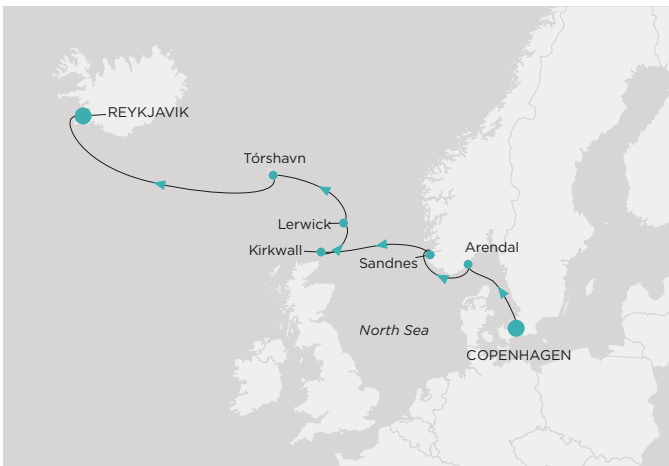 REYKJAVIK
Tórshavn
Lerwick
Kirkwall
Sandnes
Arendal
North Sea
COPENHAGEN